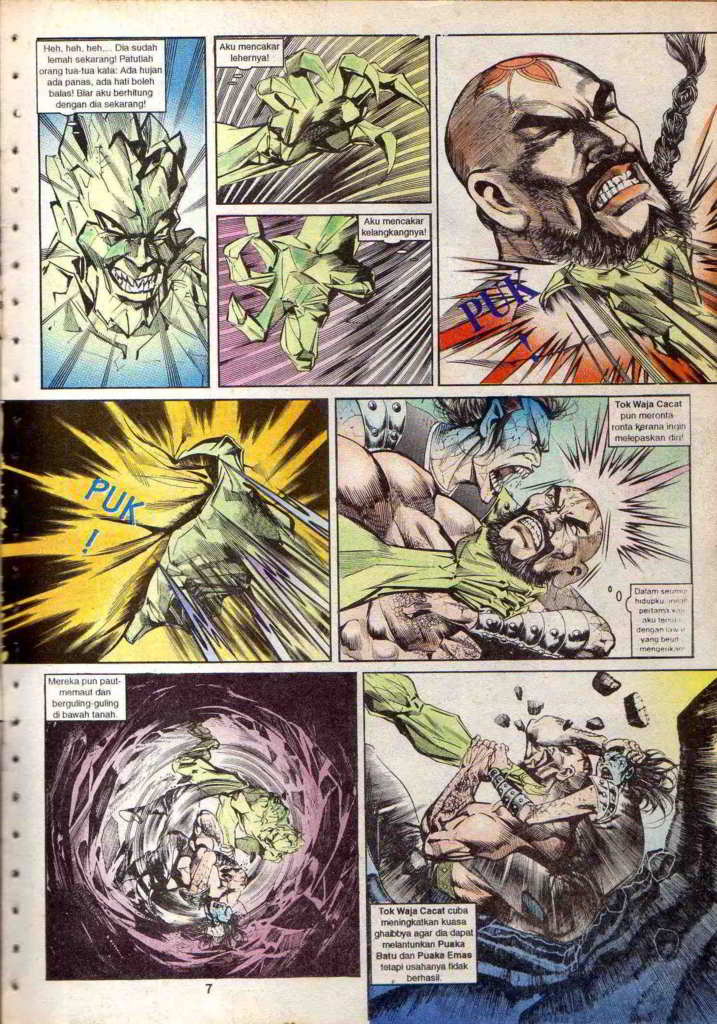 Heh, heh, heh,... Dia sudah
lemah sekarang! Patutlah
orang tua-tua kata: Ada hujan
ada panas, ada hati boleh
balas! Biar aku berhitung
dengan dia sekarang!
Aku mencakar
lehernya!
Aku mencakar
kelangkangnya!
PUK
!
PUK
!
Tok Waja Cacat
pun meronta-
ronta kerana ingin
melepaskan diri!
Dalam seumur
hidupku, inilah
pertama kali
aku
dengan
yang
Mereka pun paut-
memaut dan
berguling-guling
di bawah tanah.
Tok Waja Cacat cuba
meningkatkan kuasa
ghaibbya agar dia dapat
melantunkan Puaka
Batu dan Puaka Emas
tetapi usahanya tidak
berhasil.
7